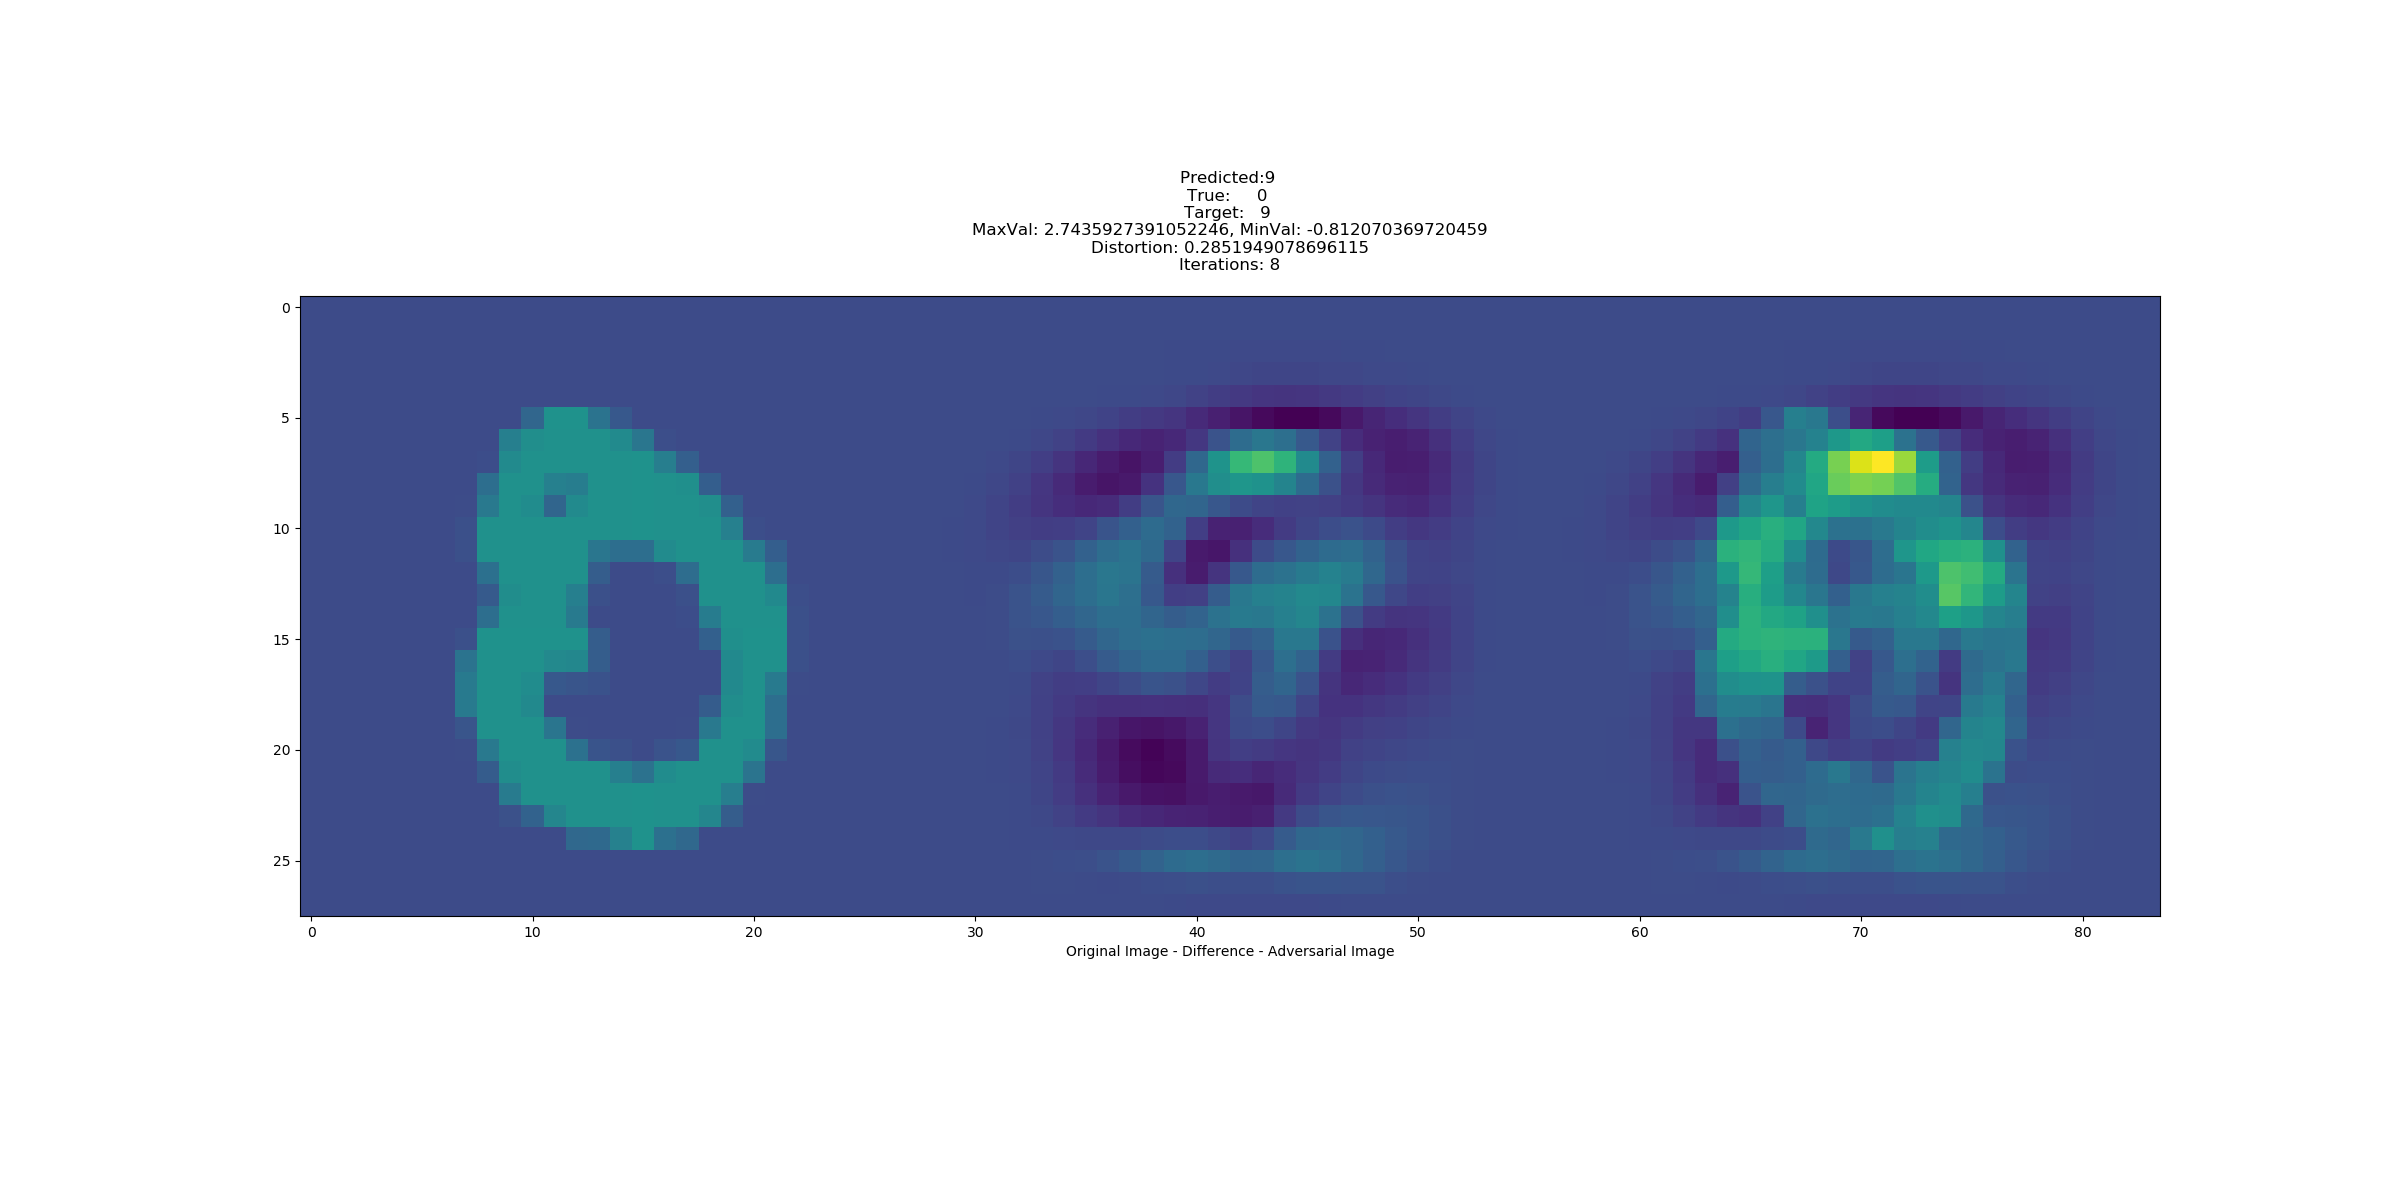 Predicted:9
True: 0
Target: 9
MaxVal: 2.7435927391052246, MinVal: -0.812070369720459
Distortion: 0.2851949078696115
Iterations: 8
0
5
10
15
20
25
0 10 20 30 40 50 60 70 80
Original Image - Difference - Adversarial Image